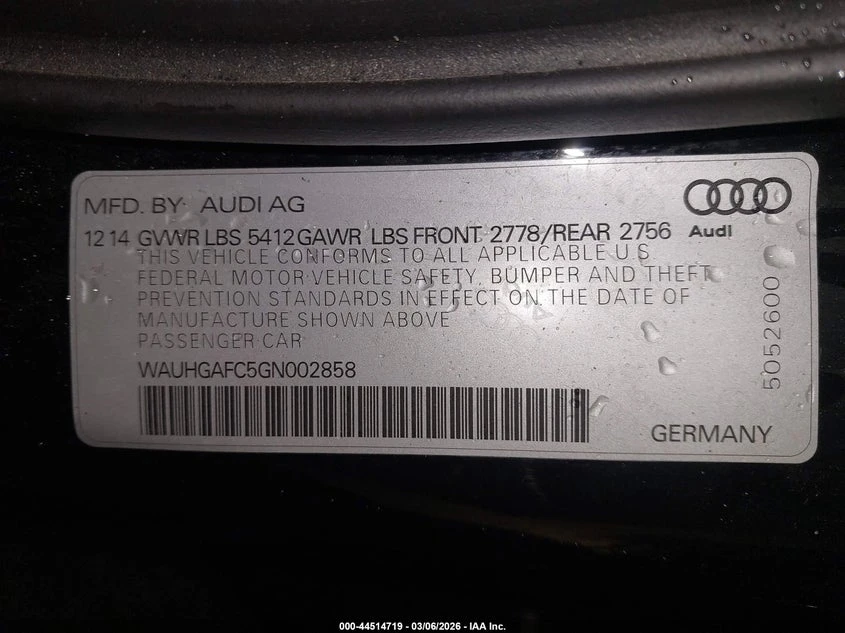 MFD. BY: AUDI AG
12 14 GVWR LBS 5412 GAWR LBS FRONT 2778/REAR 2756
Audi
THIS VEHICLE CONFORMS TO ALL APPLICABLE U.S
FEDERAL MOTOR VEHICLE SAFETY, BUMPER AND THEFT
PREVENTION STANDARDS IN EFFECT ON THE DATE OF
MANUFACTURE SHOWN ABOVE
PASSENGER CAR
WAUHGAFC5GN002858
5052600
GERMANY
000-44514719 - 03/06/2026 - IAA Inc.